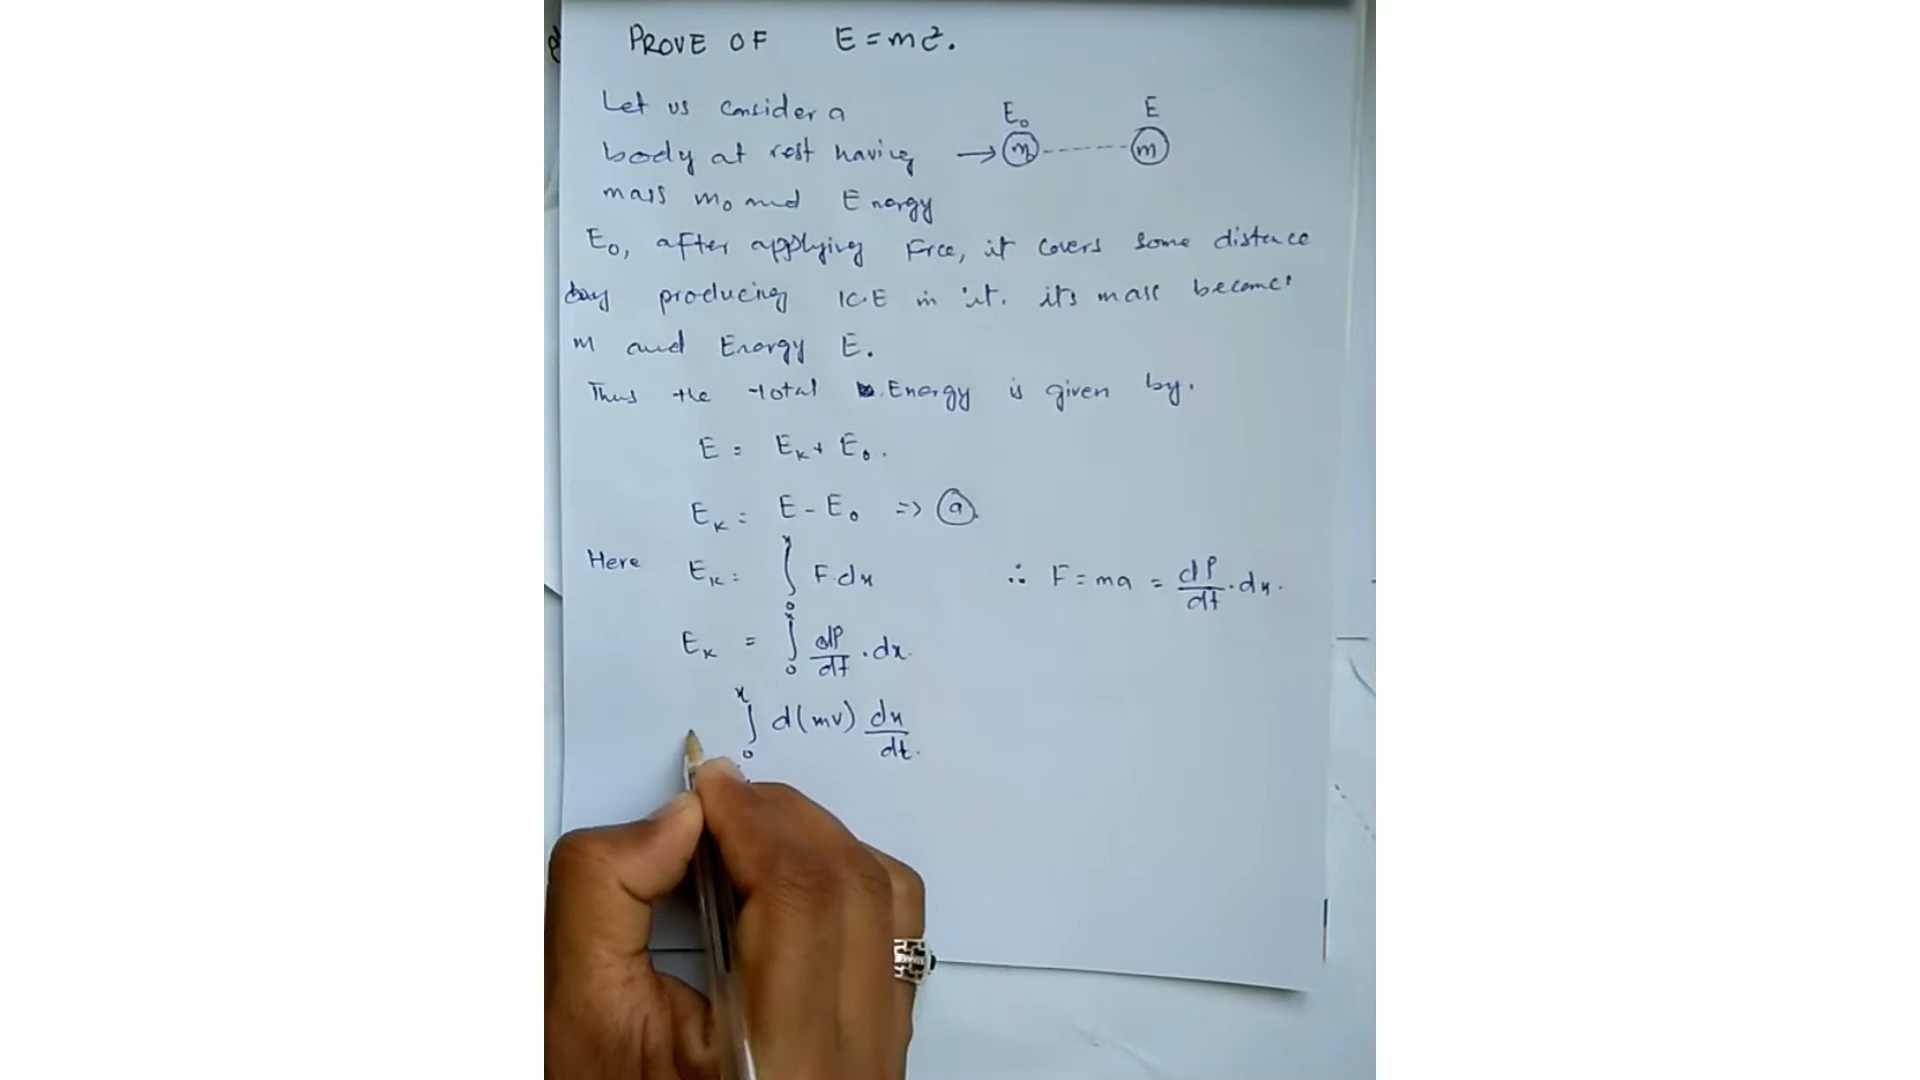 PROVE OF E = mc².
Let us consider a
E₀ E
body at rest having → m₀ ------ m
mass m₀ and Energy
E₀, after applying Frce, it covers some distance
by producing K.E in it. its mass becomes
m and Energy E.
Thus the total Energy is given by.
E = Eₖ + E₀.
Eₖ = E - E₀ => (a).
Here Eₖ = ∫₀ˣ F.dx ∴ F = ma = dP/dt . dx.
Eₖ = ∫₀ˣ dP/dt . dx.
∫₀ˣ d(mv) dx/dt.